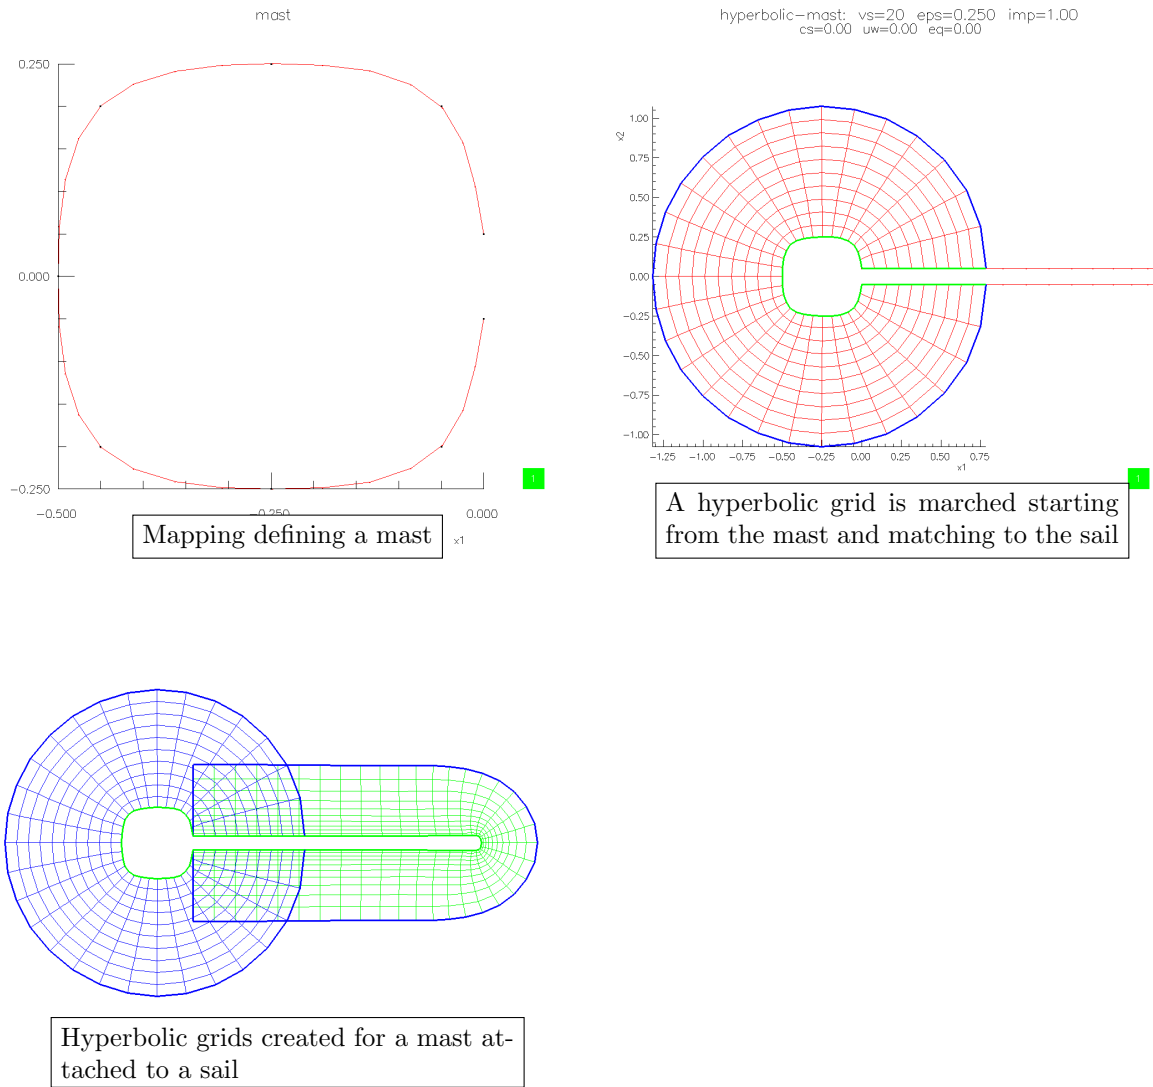 mast
0.250
0.000
−0.250
−0.500
−0.250
0.000
x1
1
Mapping defining a mast
hyperbolic−mast: vs=20 eps=0.250 imp=1.00
cs=0.00 uw=0.00 eq=0.00
x2
1.00
0.75
0.50
0.25
0.00
−0.25
−0.50
−0.75
−1.00
−1.25 −1.00 −0.75 −0.50 −0.25 0.00 0.25 0.50 0.75
x1
1
A hyperbolic grid is marched starting
from the mast and matching to the sail
Hyperbolic grids created for a mast at-
tached to a sail